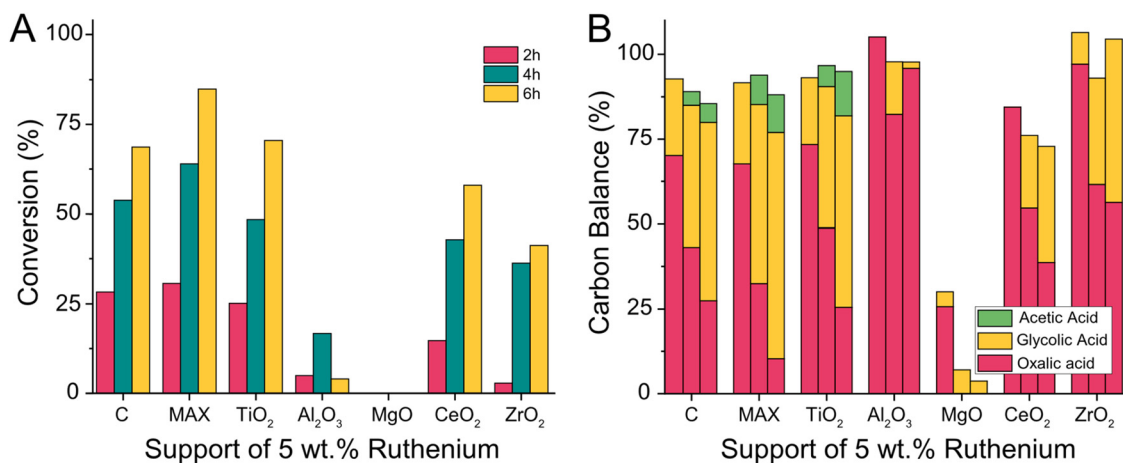 A
Conversion (%)
100
75
50
25
0
2h
4h
6h
C MAX TiO₂ Al₂O₃ MgO CeO₂ ZrO₂
Support of 5 wt.% Ruthenium
B
Carbon Balance (%)
100
75
50
25
0
Acetic Acid
Glycolic Acid
Oxalic acid
C MAX TiO₂ Al₂O₃ MgO CeO₂ ZrO₂
Support of 5 wt.% Ruthenium